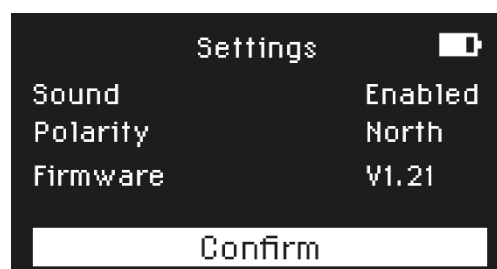 Settings
Sound Enabled
Polarity North
Firmware V1.21
Confirm